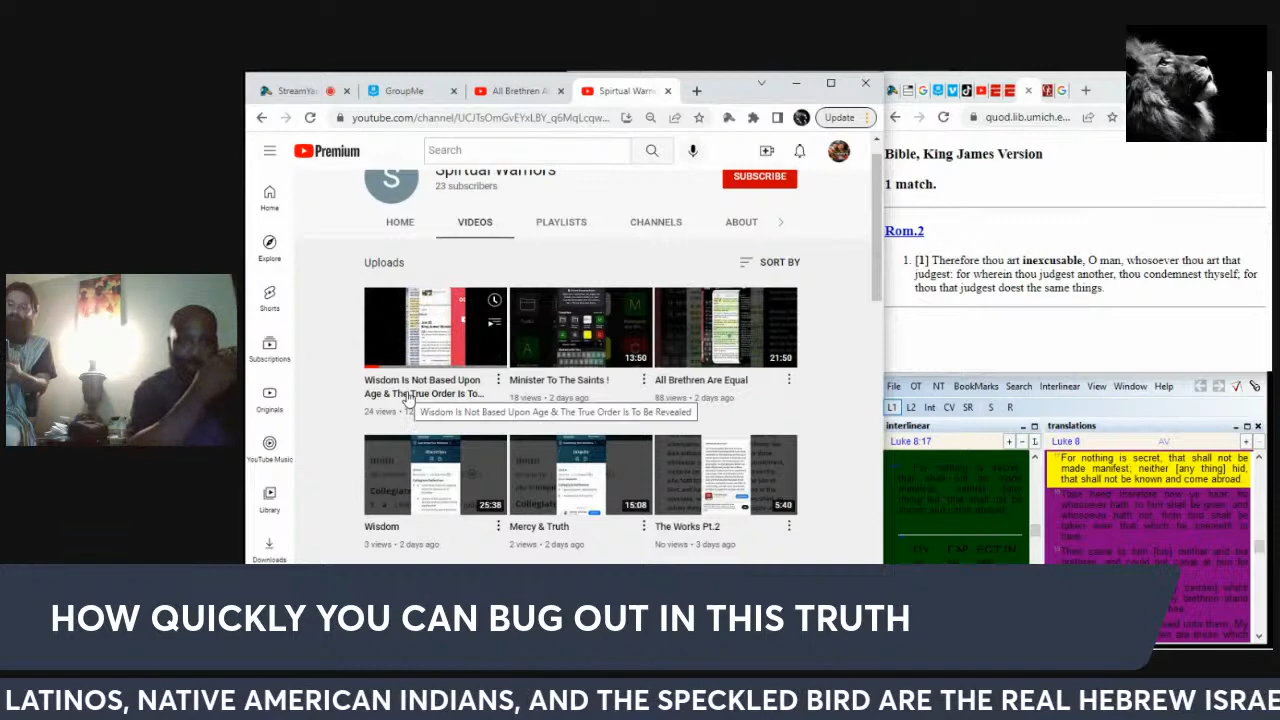 StreamYa
GroupMe
All Brethren A
Spirtual Warri
youtube.com/channel/UCJTsOmGvEYxLBY_q6MqLcqw...
Update
Premium
Search
S
Spirtual Warriors
23 subscribers
SUBSCRIBE
HOME
VIDEOS
PLAYLISTS
CHANNELS
ABOUT
Home
Explore
Shorts
Subscriptions
Originals
YouTube Music
Library
Downloads
Uploads
SORT BY
13:50
21:50
Wisdom Is Not Based Upon
Age & The True Order Is To...
24 views
Minister To The Saints !
18 views • 2 days ago
All Brethren Are Equal
88 views • 2 days ago
Wisdom Is Not Based Upon Age & The True Order Is To Be Revealed
25:38
15:08
5:40
Wisdom
3 views • 2 days ago
Mercy & Truth
2 views • 2 days ago
The Works Pt.2
No views • 3 days ago
quod.lib.umich.e...
Bible, King James Version
1 match.
Rom.2
1. [1] Therefore thou art inexcusable, O man, whosoever thou art that
judgest: for wherein thou judgest another, thou condemnest thyself; for
thou that judgest doest the same things.
File OT NT BookMarks Search Interlinear View Window Help
L1 L2 Int CV SR S R
interlinear
Luke 8:17
translations
Luke 8 AV
For nothing is secret, that shall not be
made manifest; neither [any thing] hid,
that shall not be known and come abroad.
HOW QUICKLY YOU CAN BUG OUT IN THIS TRUTH
LATINOS, NATIVE AMERICAN INDIANS, AND THE SPECKLED BIRD ARE THE REAL HEBREW ISRAE